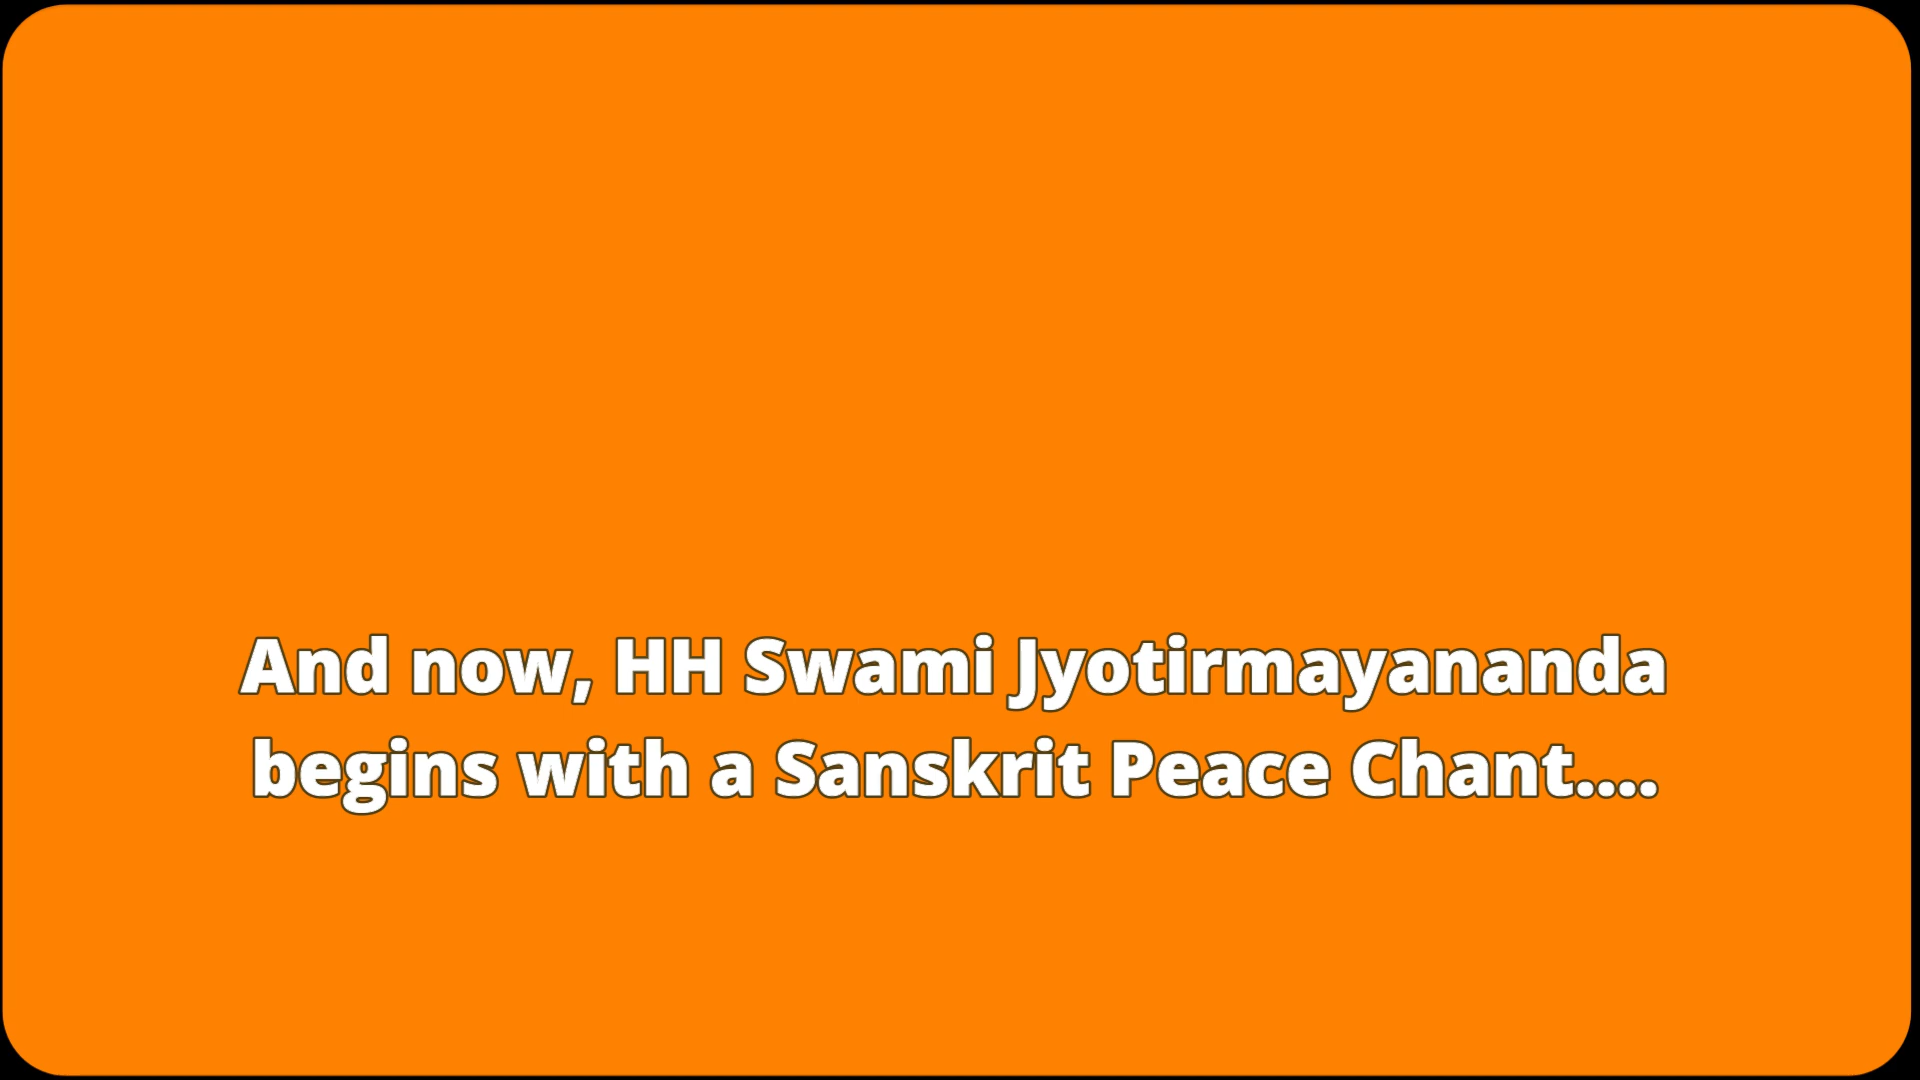 And now, HH Swami Jyotirmayananda
begins with a Sanskrit Peace Chant....